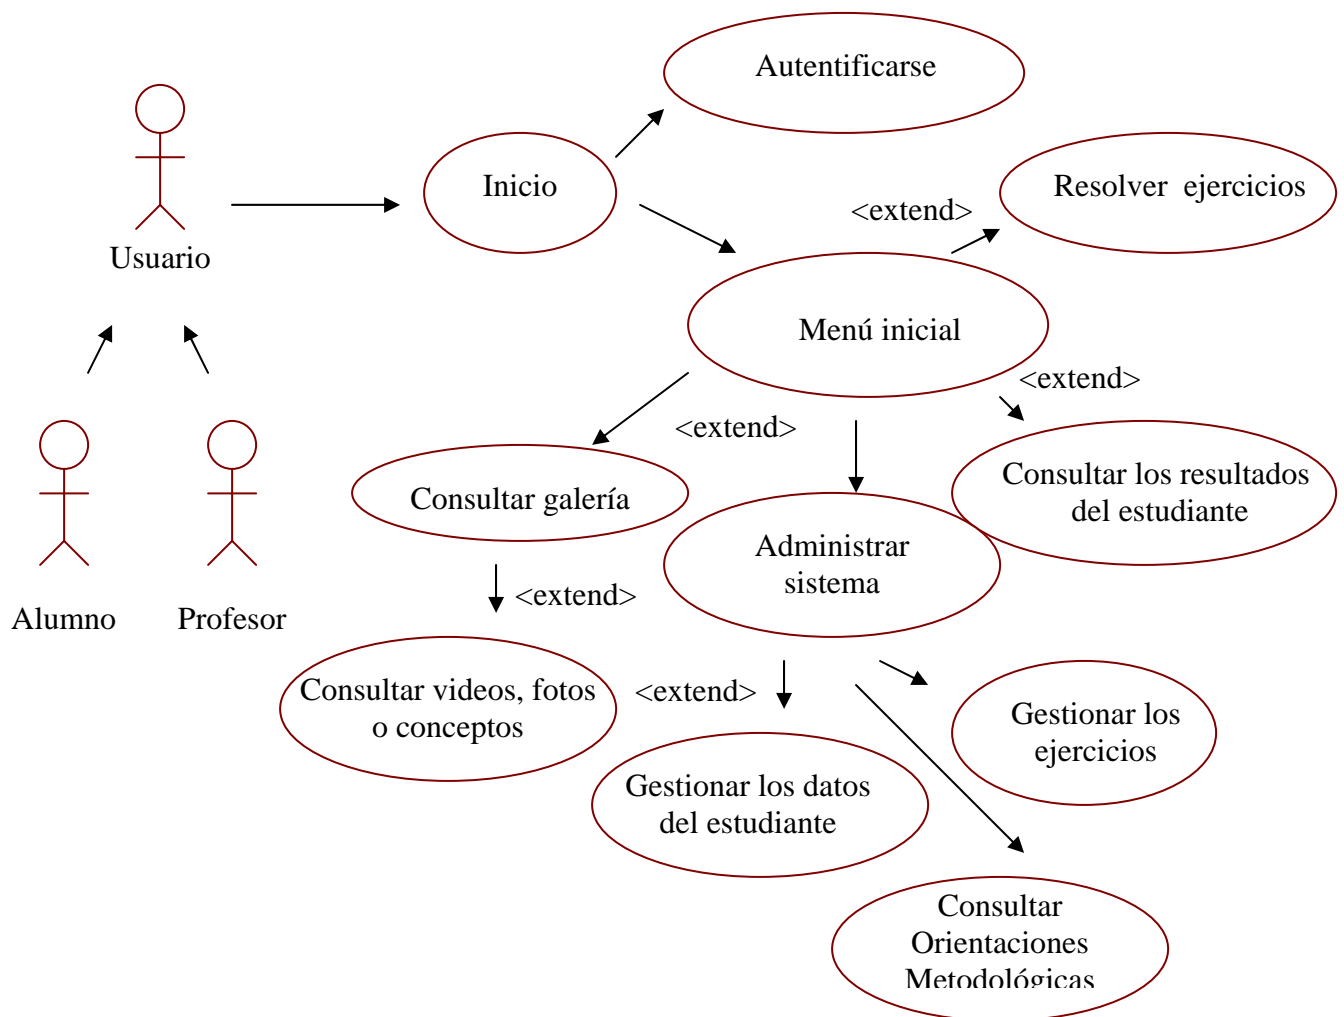 Autentificarse
Inicio
Resolver  ejercicios
<extend>
Usuario
Menú inicial
<extend>
<extend>
Consultar galería
Consultar los resultados
del estudiante
Administrar
sistema
<extend>
Alumno
Profesor
Consultar videos, fotos
o conceptos
<extend>
Gestionar los
ejercicios
Gestionar los datos
del estudiante
Consultar
Orientaciones
Metodológicas